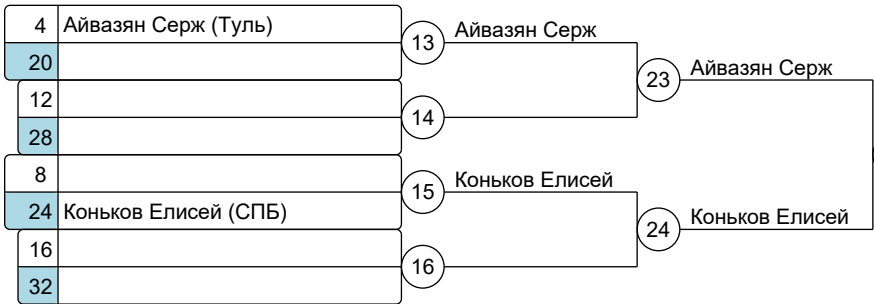 4 Айвазян Серж (Туль)
20
12
28
8
24 Коньков Елисей (СПБ)
16
32
13 Айвазян Серж
14
15 Коньков Елисей
16
23 Айвазян Серж
24 Коньков Елисей